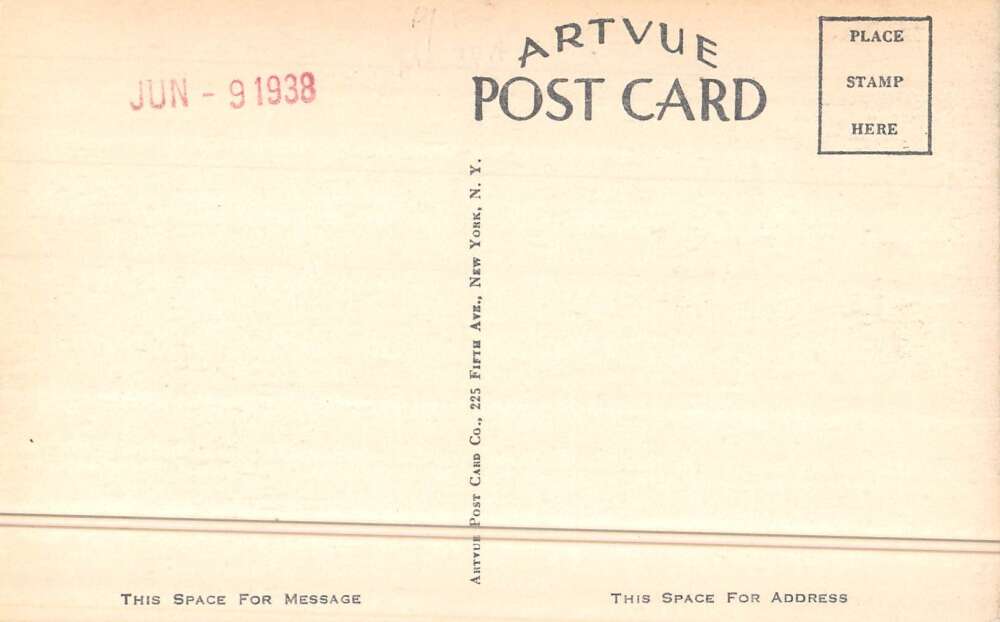 JUN - 9 1938
ARTVUE
POST CARD
PLACE
STAMP
HERE
ARTVUE POST CARD CO., 225 FIFTH AVE., NEW YORK, N. Y.
THIS SPACE FOR MESSAGE
THIS SPACE FOR ADDRESS